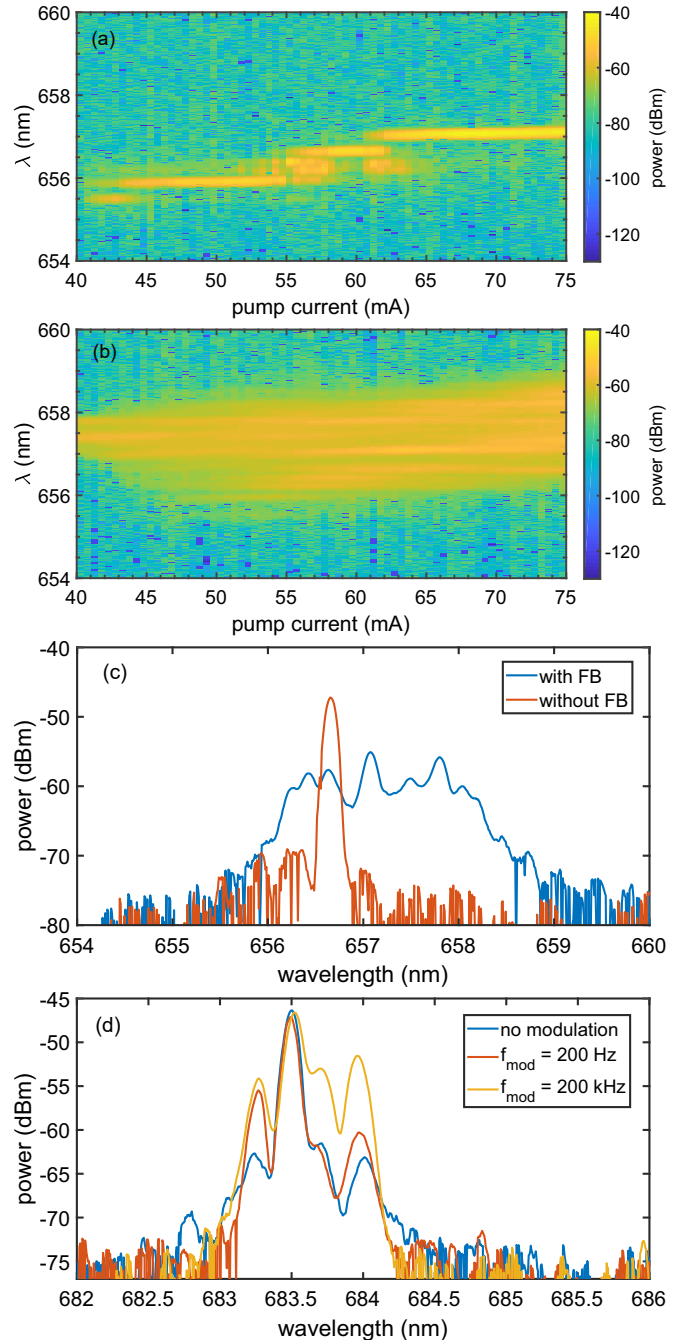 (a)
660
658
656
654
λ (nm)
40 45 50 55 60 65 70 75
pump current (mA)
-40
-60
-80
-100
-120
power (dBm)
(b)
660
658
656
654
λ (nm)
40 45 50 55 60 65 70 75
pump current (mA)
-40
-60
-80
-100
-120
power (dBm)
(c)
-40
-50
-60
-70
-80
power (dBm)
with FB
without FB
654 655 656 657 658 659 660
wavelength (nm)
(d)
-45
-50
-55
-60
-65
-70
-75
power (dBm)
no modulation
f_mod = 200 Hz
f_mod = 200 kHz
682 682.5 683 683.5 684 684.5 685 685.5 686
wavelength (nm)